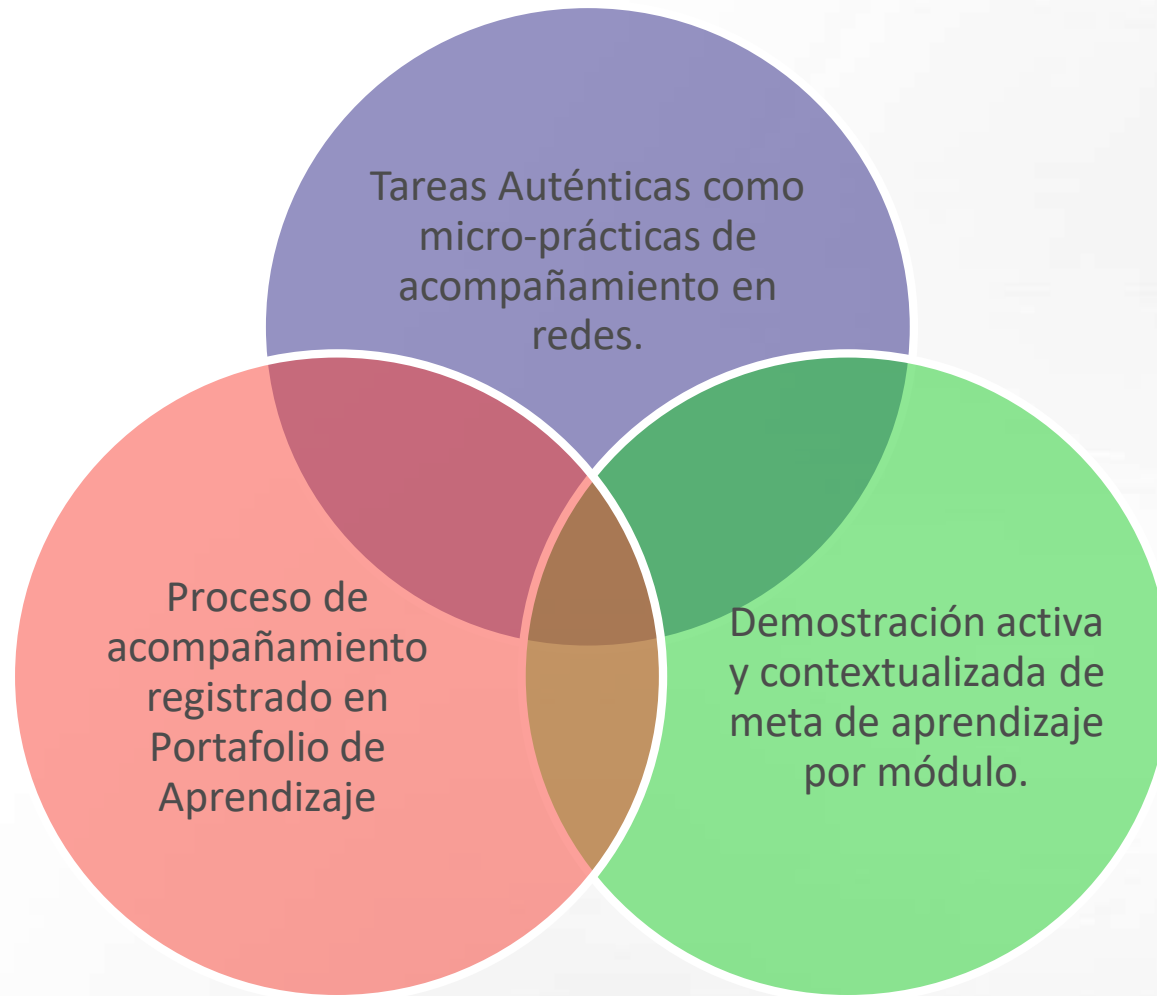 Tareas Auténticas como
micro-prácticas de
acompañamiento en
redes.
Proceso de
acompañamiento
registrado en
Portafolio de
Aprendizaje
Demostración activa
y contextualizada de
meta de aprendizaje
por módulo.